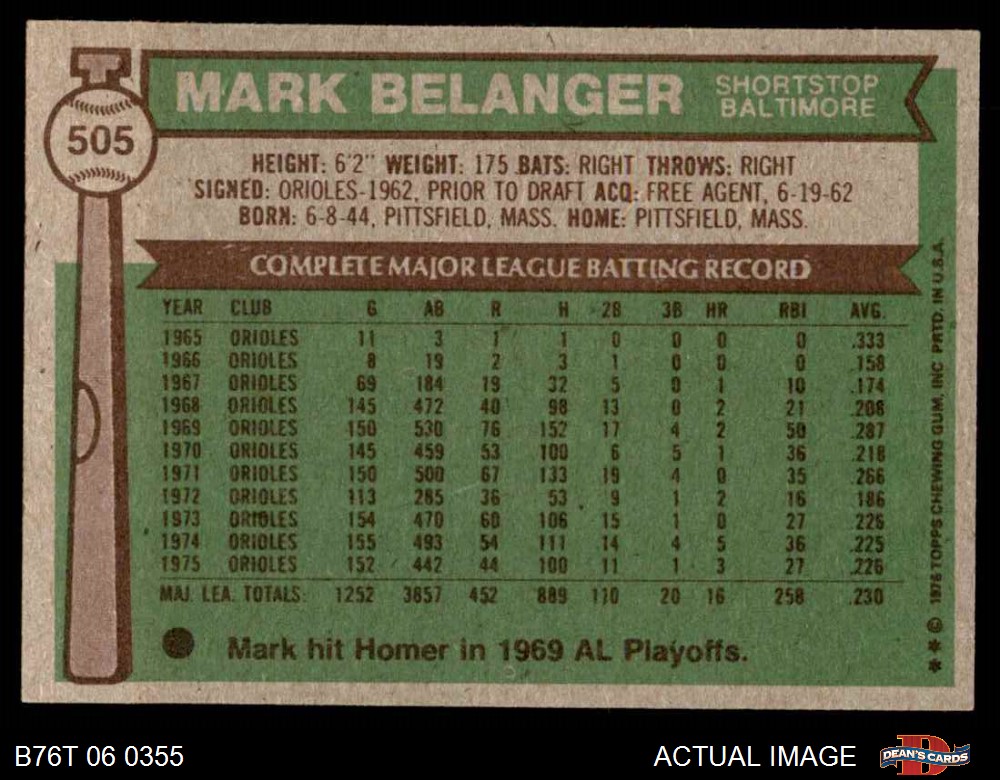 505
MARK BELANGER SHORTSTOP BALTIMORE
HEIGHT: 6'2" WEIGHT: 175 BATS: RIGHT THROWS: RIGHT
SIGNED: ORIOLES-1962, PRIOR TO DRAFT ACQ: FREE AGENT, 6-19-62
BORN: 6-8-44, PITTSFIELD, MASS. HOME: PITTSFIELD, MASS.
COMPLETE MAJOR LEAGUE BATTING RECORD
YEAR CLUB G AB R H 2B 3B HR RBI AVG.
1965 ORIOLES 11 3 1 1 0 0 0 0 .333
1966 ORIOLES 8 19 2 3 1 0 0 0 .158
1967 ORIOLES 69 184 19 32 5 0 1 10 .174
1968 ORIOLES 145 472 40 98 13 0 2 21 .208
1969 ORIOLES 150 530 76 152 17 4 2 50 .287
1970 ORIOLES 145 459 53 100 6 5 1 36 .218
1971 ORIOLES 150 500 67 133 19 4 0 35 .266
1972 ORIOLES 113 285 36 53 9 1 2 16 .186
1973 ORIOLES 154 470 60 106 15 1 0 27 .226
1974 ORIOLES 155 493 54 111 14 4 5 36 .225
1975 ORIOLES 152 442 44 100 11 1 3 27 .226
MAJ. LEA. TOTALS: 1252 3857 452 889 110 20 16 258 .230
Mark hit Homer in 1969 AL Playoffs.
* * © 1976 TOPPS CHEWING GUM, INC PRTD. IN U.S.A.
B76T 06 0355
ACTUAL IMAGE
D
DEAN'S CARDS